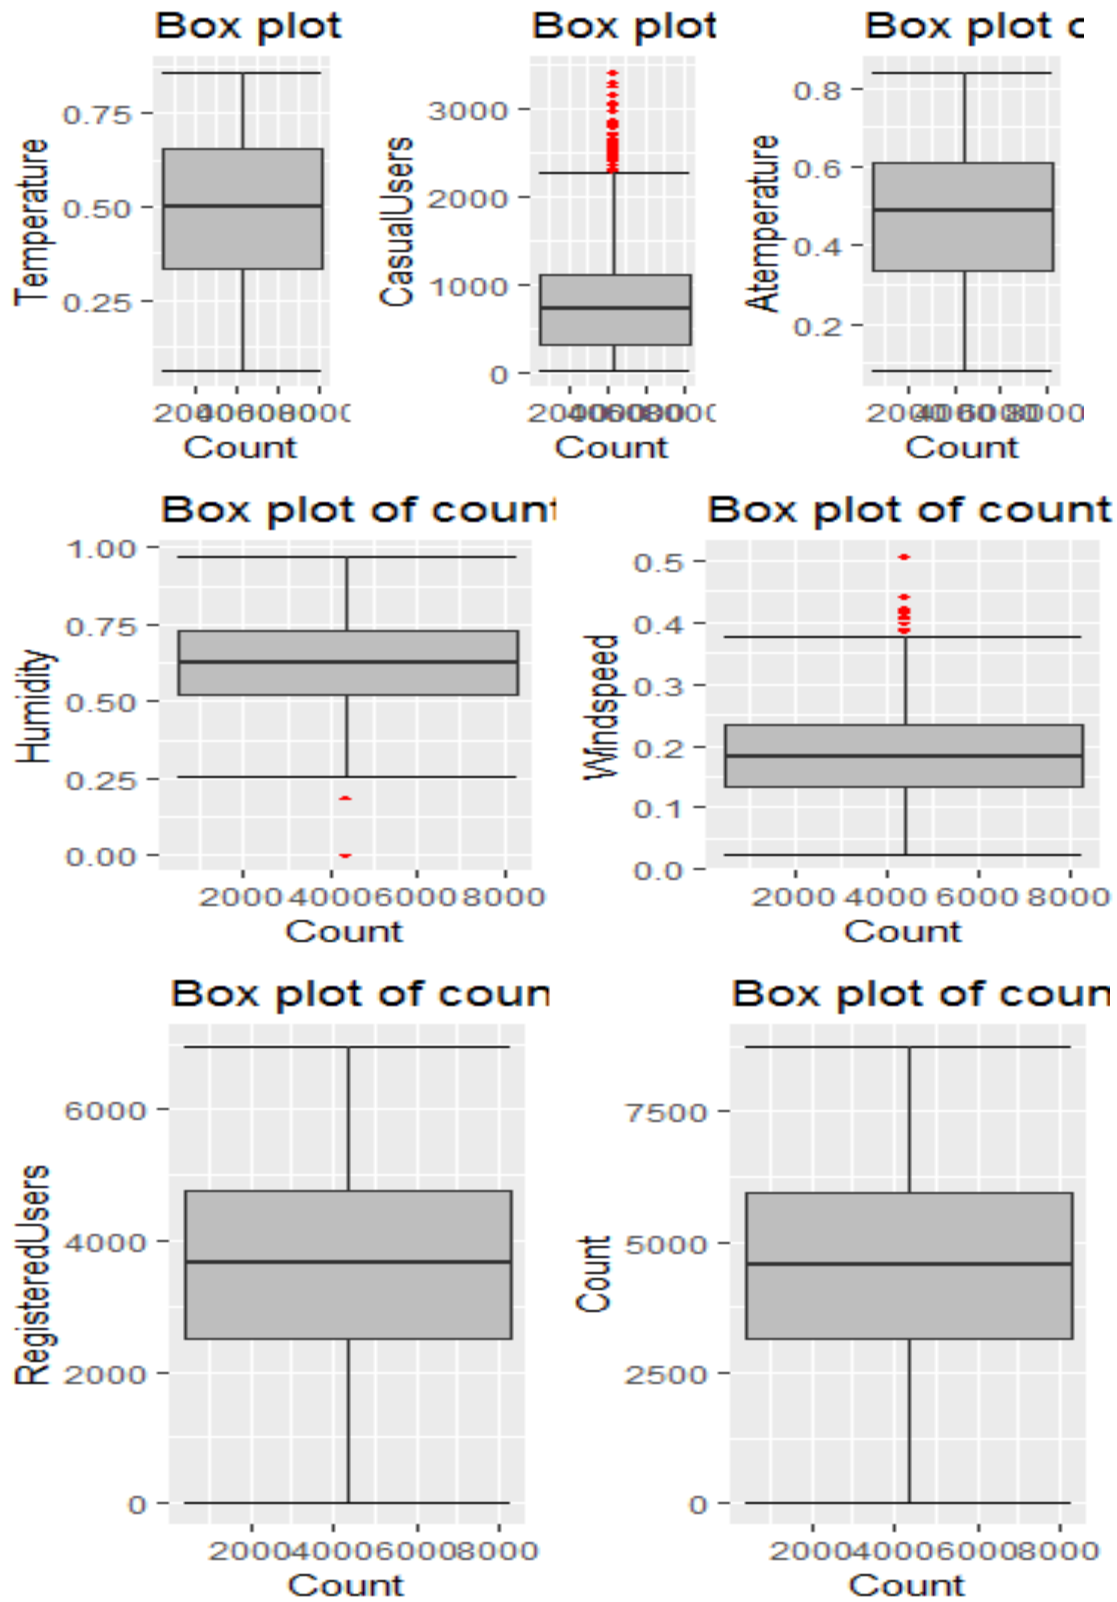 Box plot
Temperature
0.75
0.50
0.25
Count
Box plot
CasualUsers
3000
2000
1000
0
Count
Box plot c
Atemperature
0.8
0.6
0.4
0.2
Count
Box plot of count
Humidity
1.00
0.75
0.50
0.25
0.00
2000 4000 6000 8000
Count
Box plot of count
Windspeed
0.5
0.4
0.3
0.2
0.1
0.0
2000 4000 6000 8000
Count
Box plot of coun
RegisteredUsers
6000
4000
2000
0
2000 4000 6000 8000
Count
Box plot of coun
Count
7500
5000
2500
0
2000 4000 6000 8000
Count